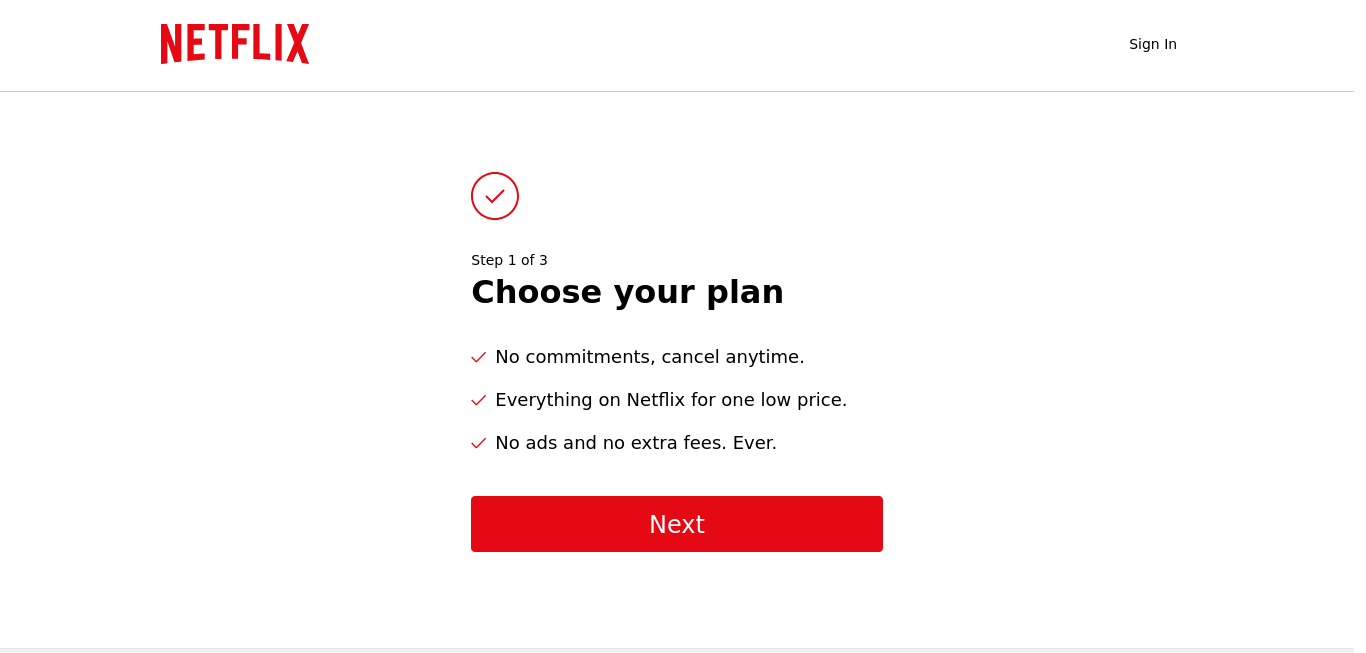 NETFLIX
Sign In
Step 1 of 3
Choose your plan
No commitments, cancel anytime.
Everything on Netflix for one low price.
No ads and no extra fees. Ever.
Next